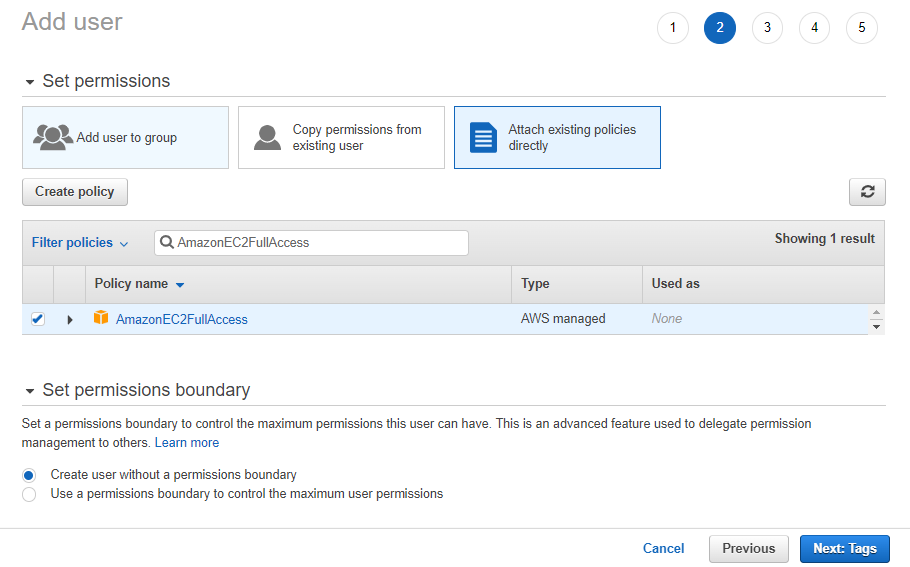 Add user
1 2 3 4 5
Set permissions
Add user to group
Copy permissions from
existing user
Attach existing policies
directly
Create policy
Filter policies
AmazonEC2FullAccess
Showing 1 result
Policy name Type Used as
AmazonEC2FullAccess AWS managed None
Set permissions boundary
Set a permissions boundary to control the maximum permissions this user can have. This is an advanced feature used to delegate permission
management to others. Learn more
Create user without a permissions boundary
Use a permissions boundary to control the maximum user permissions
Cancel Previous Next: Tags